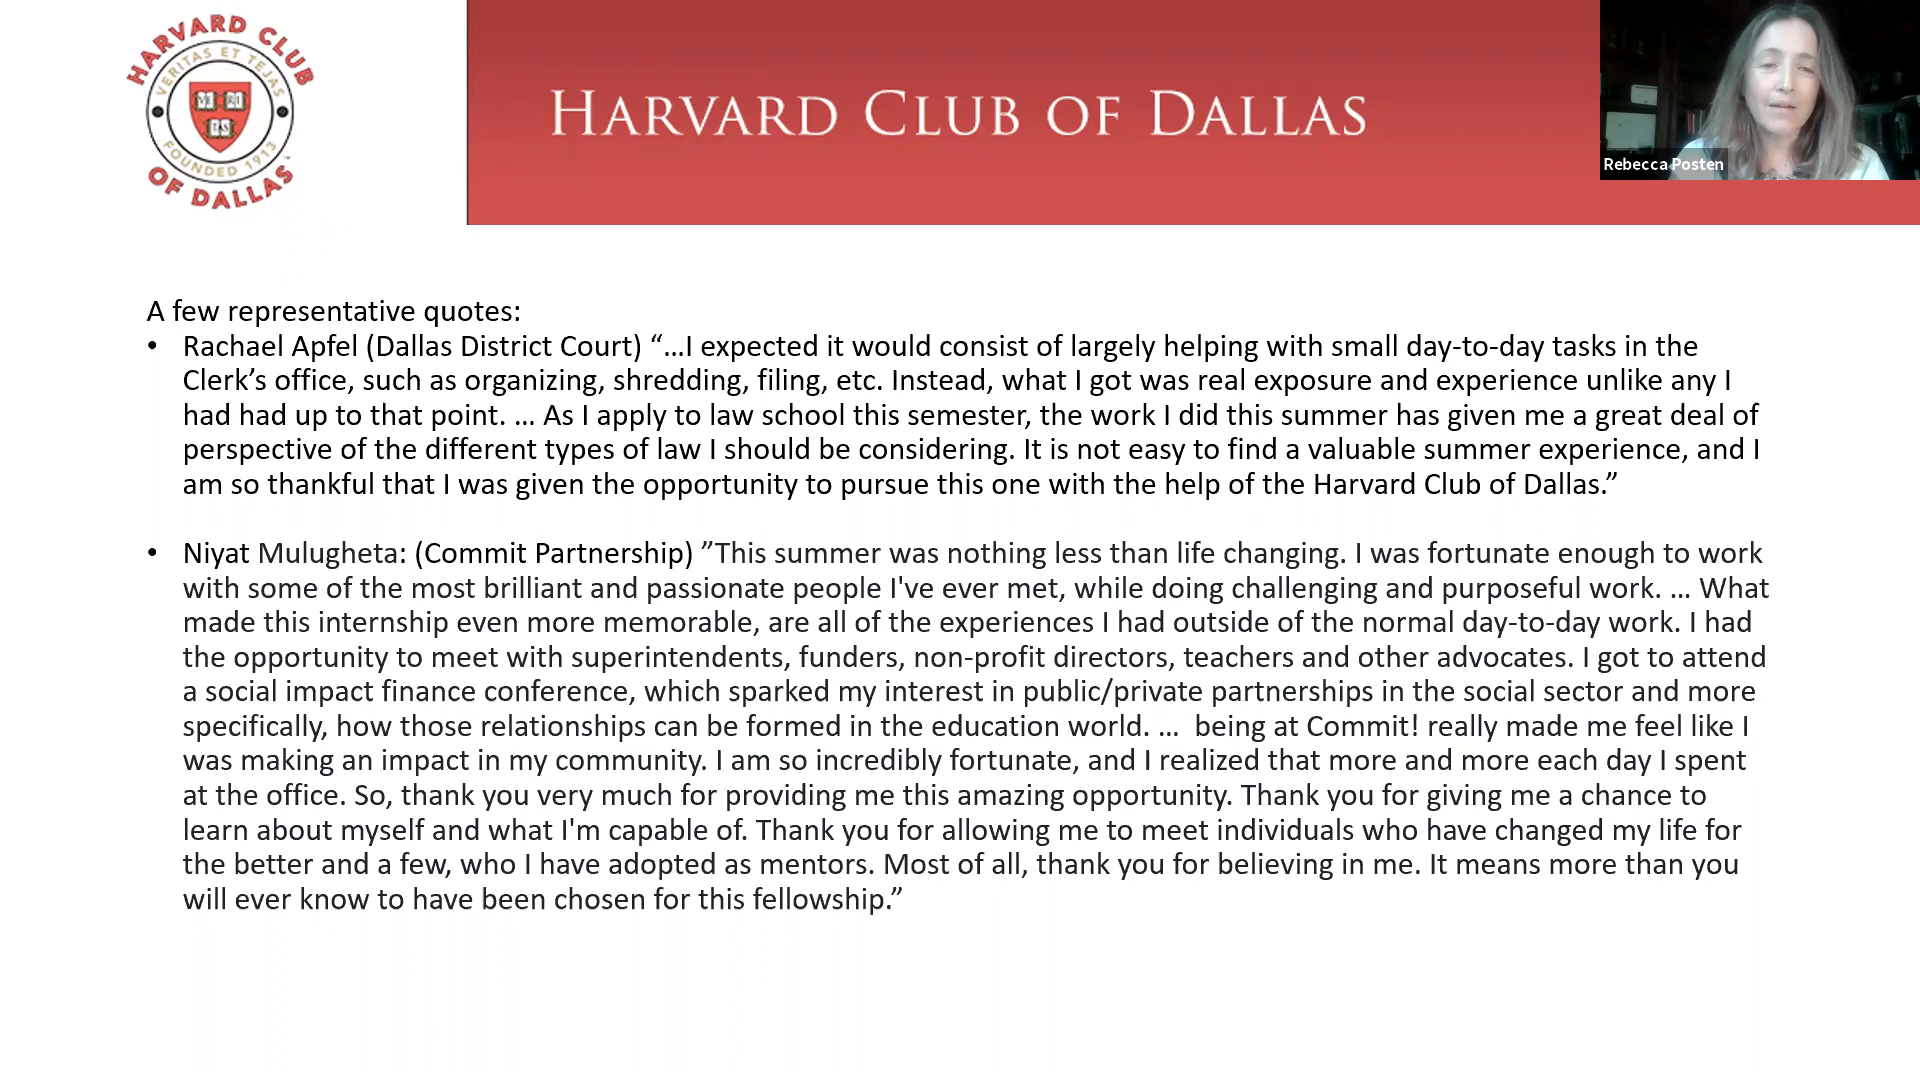 HARVARD CLUB
VERITAS ET TEJAS
VE RI
TAS
FOUNDED 1913
OF DALLAS
HARVARD CLUB OF DALLAS
Rebecca Posten
A few representative quotes:
• Rachael Apfel (Dallas District Court) “…I expected it would consist of largely helping with small day-to-day tasks in the
Clerk’s office, such as organizing, shredding, filing, etc. Instead, what I got was real exposure and experience unlike any I
had had up to that point. … As I apply to law school this semester, the work I did this summer has given me a great deal of
perspective of the different types of law I should be considering. It is not easy to find a valuable summer experience, and I
am so thankful that I was given the opportunity to pursue this one with the help of the Harvard Club of Dallas.”
• Niyat Mulugheta: (Commit Partnership) ”This summer was nothing less than life changing. I was fortunate enough to work
with some of the most brilliant and passionate people I've ever met, while doing challenging and purposeful work. … What
made this internship even more memorable, are all of the experiences I had outside of the normal day-to-day work. I had
the opportunity to meet with superintendents, funders, non-profit directors, teachers and other advocates. I got to attend
a social impact finance conference, which sparked my interest in public/private partnerships in the social sector and more
specifically, how those relationships can be formed in the education world. …  being at Commit! really made me feel like I
was making an impact in my community. I am so incredibly fortunate, and I realized that more and more each day I spent
at the office. So, thank you very much for providing me this amazing opportunity. Thank you for giving me a chance to
learn about myself and what I'm capable of. Thank you for allowing me to meet individuals who have changed my life for
the better and a few, who I have adopted as mentors. Most of all, thank you for believing in me. It means more than you
will ever know to have been chosen for this fellowship.”